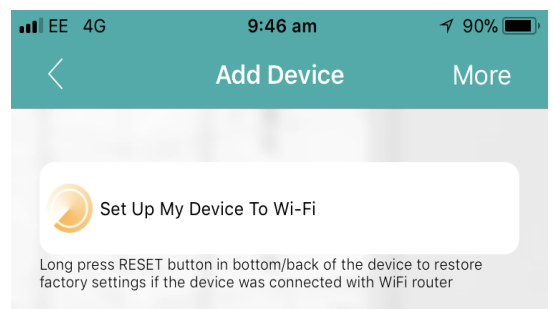 EE 4G 9:46 am 90%
Add Device More
Set Up My Device To Wi-Fi
Long press RESET button in bottom/back of the device to restore
factory settings if the device was connected with WiFi router